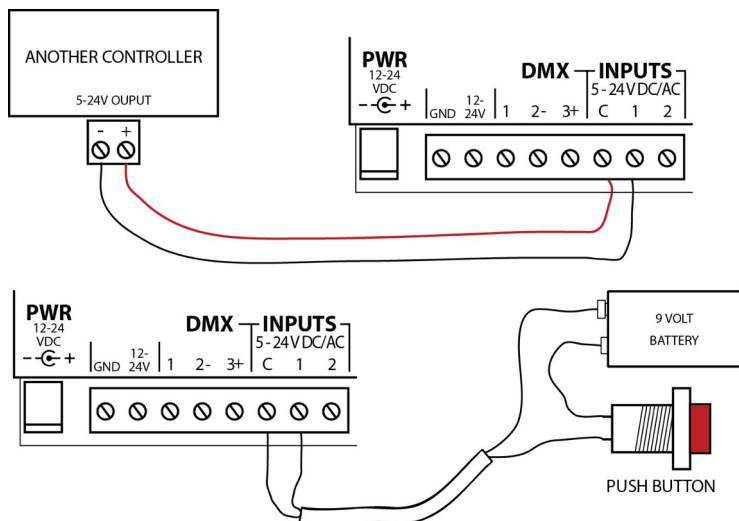 ANOTHER CONTROLLER
5-24V OUPUT
- +
PWR
12-24
VDC
- +
DMX INPUTS
5-24V DC/AC
GND 12-24V 1 2- 3+ C 1 2
PWR
12-24
VDC
- +
DMX INPUTS
5-24V DC/AC
GND 12-24V 1 2- 3+ C 1 2
9 VOLT
BATTERY
PUSH BUTTON